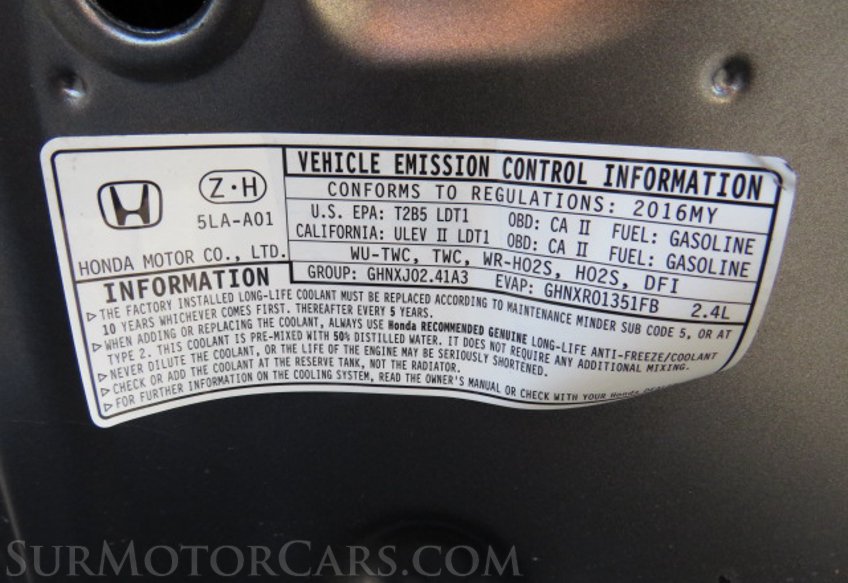 Z·H
5LA-A01
HONDA MOTOR CO., LTD.
VEHICLE EMISSION CONTROL INFORMATION
CONFORMS TO REGULATIONS: 2016MY
U.S. EPA: T2B5 LDT1 OBD: CA II FUEL: GASOLINE
CALIFORNIA: ULEV II LDT1 OBD: CA II FUEL: GASOLINE
WU-TWC, TWC, WR-HO2S, HO2S, DFI
GROUP: GHNXJ02.41A3 EVAP: GHNXR01351FB 2.4L
INFORMATION
▷THE FACTORY INSTALLED LONG-LIFE COOLANT MUST BE REPLACED ACCORDING TO MAINTENANCE MINDER SUB CODE 5, OR AT
10 YEARS WHICHEVER COMES FIRST. THEREAFTER EVERY 5 YEARS.
▷WHEN ADDING OR REPLACING THE COOLANT, ALWAYS USE Honda RECOMMENDED GENUINE LONG-LIFE ANTI-FREEZE/COOLANT
TYPE 2. THIS COOLANT IS PRE-MIXED WITH 50% DISTILLED WATER. IT DOES NOT REQUIRE ANY ADDITIONAL MIXING.
▷NEVER DILUTE THE COOLANT, OR THE LIFE OF THE ENGINE MAY BE SERIOUSLY SHORTENED.
▷CHECK OR ADD THE COOLANT AT THE RESERVE TANK, NOT THE RADIATOR.
▷FOR FURTHER INFORMATION ON THE COOLING SYSTEM, READ THE OWNER'S MANUAL OR CHECK WITH YOUR Honda
SurMotorCars.com